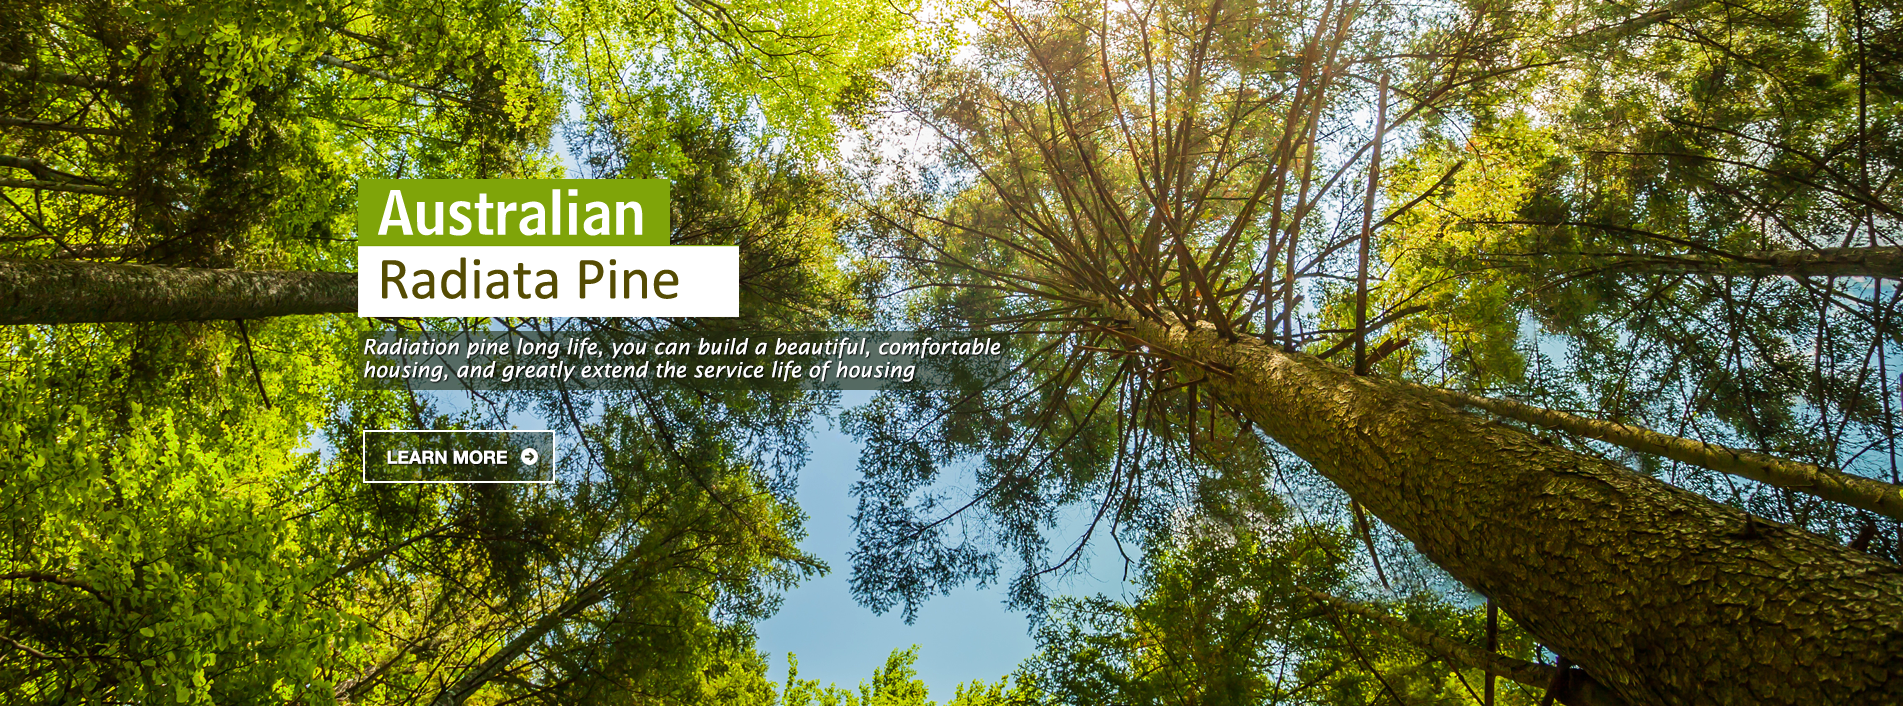 Australian
Radiata Pine
Radiation pine long life, you can build a beautiful, comfortable
housing, and greatly extend the service life of housing
LEARN MORE